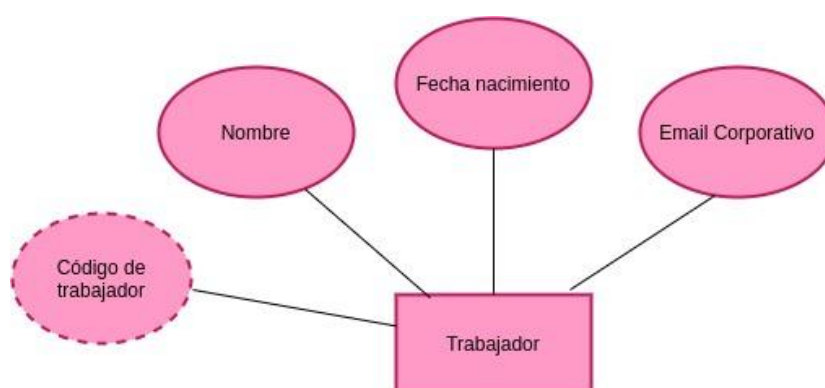 Fecha nacimiento
Nombre
Email Corporativo
Código de
trabajador
Trabajador